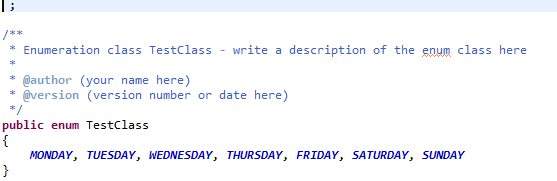 ;
/**
 * Enumeration class TestClass - write a description of the enum class here
 *
 * @author (your name here)
 * @version (version number or date here)
 */
public enum TestClass
{
    MONDAY, TUESDAY, WEDNESDAY, THURSDAY, FRIDAY, SATURDAY, SUNDAY
}